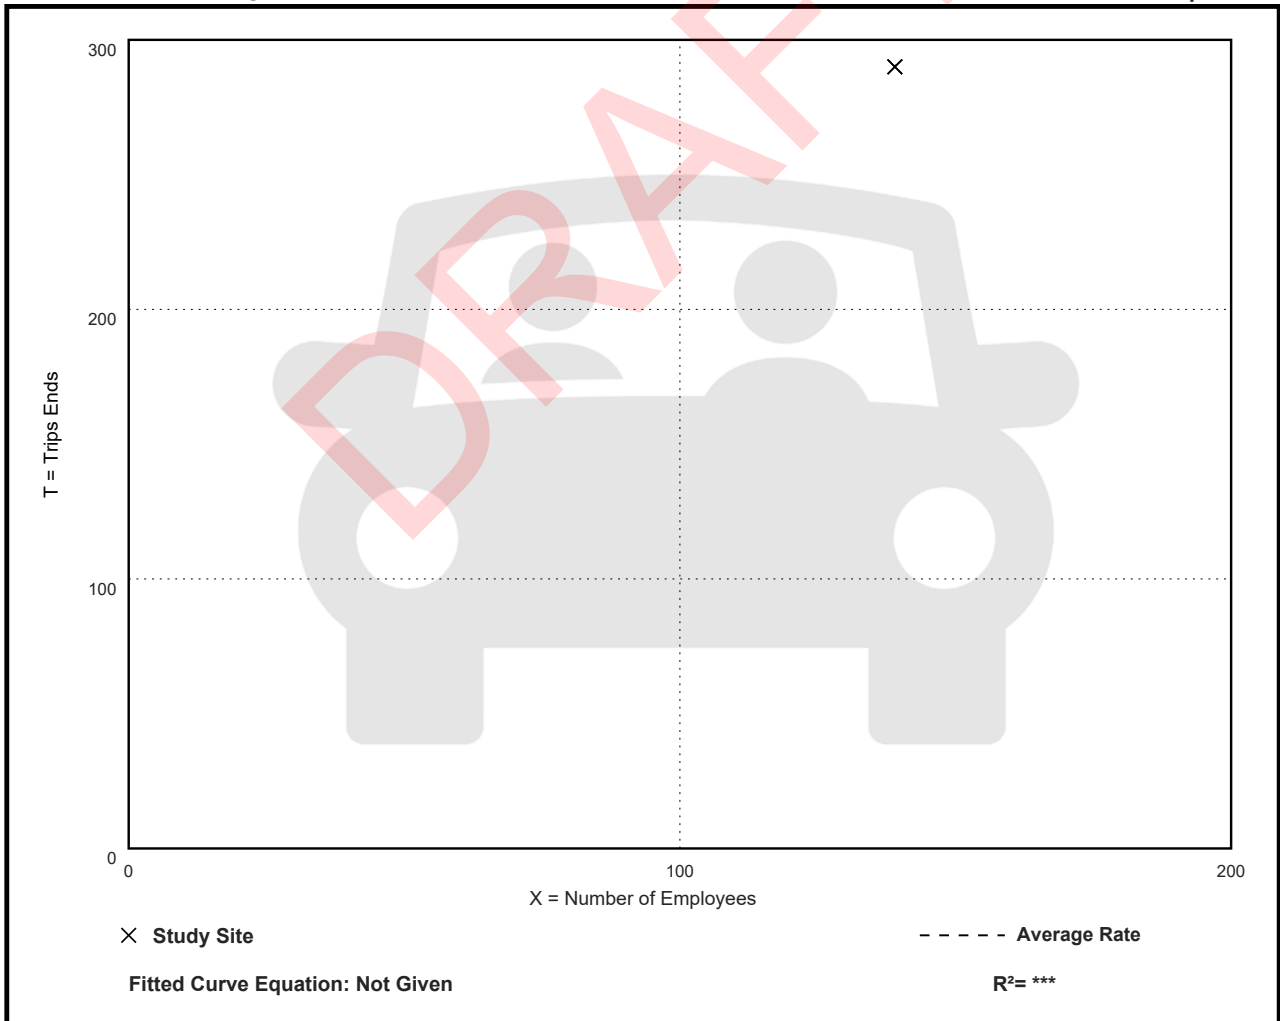 DRAF
300
200
100
0
T = Trips Ends
0 100 200
X = Number of Employees
Study Site
Average Rate
Fitted Curve Equation: Not Given
R²= ***